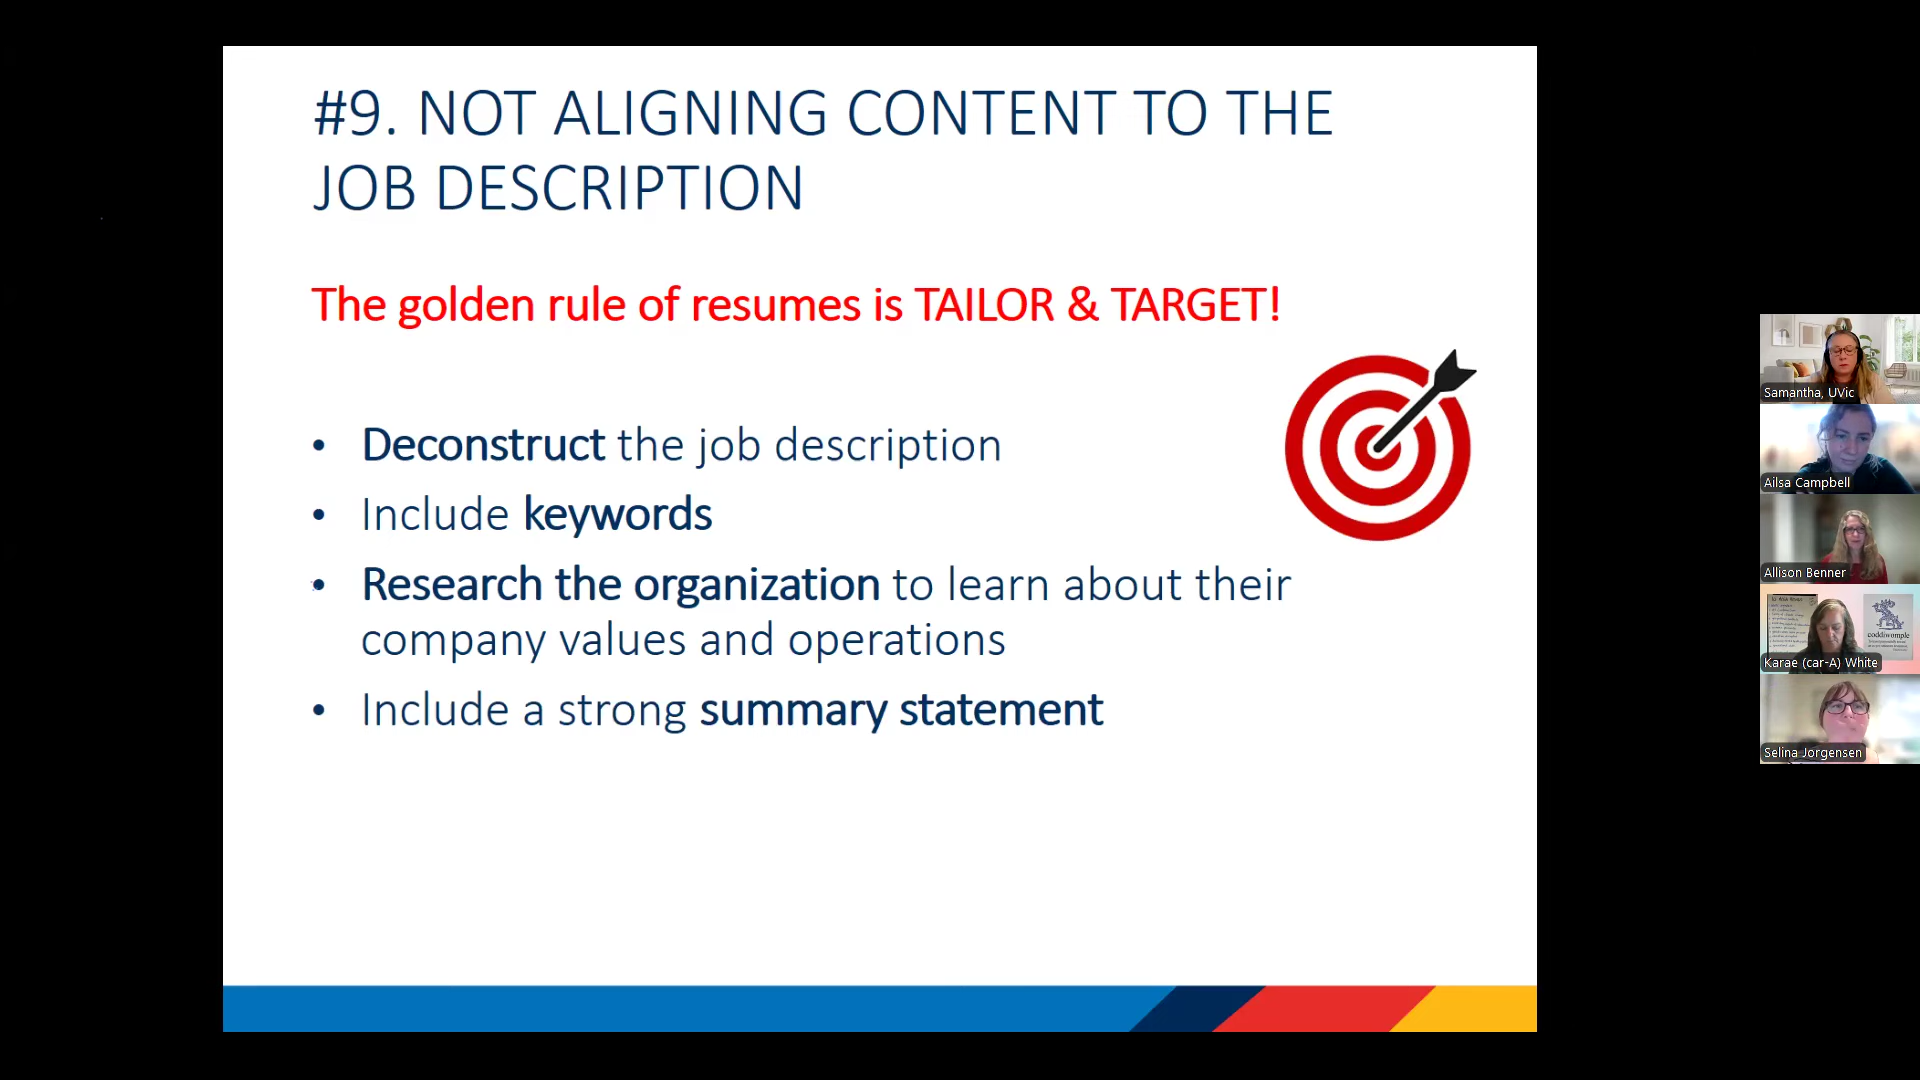 #9. NOT ALIGNING CONTENT TO THE
JOB DESCRIPTION
The golden rule of resumes is TAILOR & TARGET!
• Deconstruct the job description
• Include keywords
• Research the organization to learn about their
company values and operations
• Include a strong summary statement
Samantha, UVic
Ailsa Campbell
Allison Benner
coddiwomple
Karae (car-A) White
Selina Jorgensen